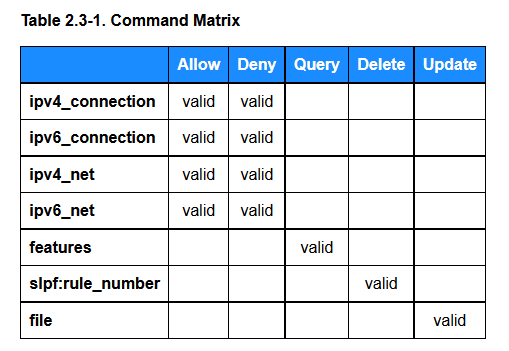 Table 2.3-1. Command Matrix
Allow Deny Query Delete Update
ipv4_connection valid valid
ipv6_connection valid valid
ipv4_net valid valid
ipv6_net valid valid
features valid
slpf:rule_number valid
file valid